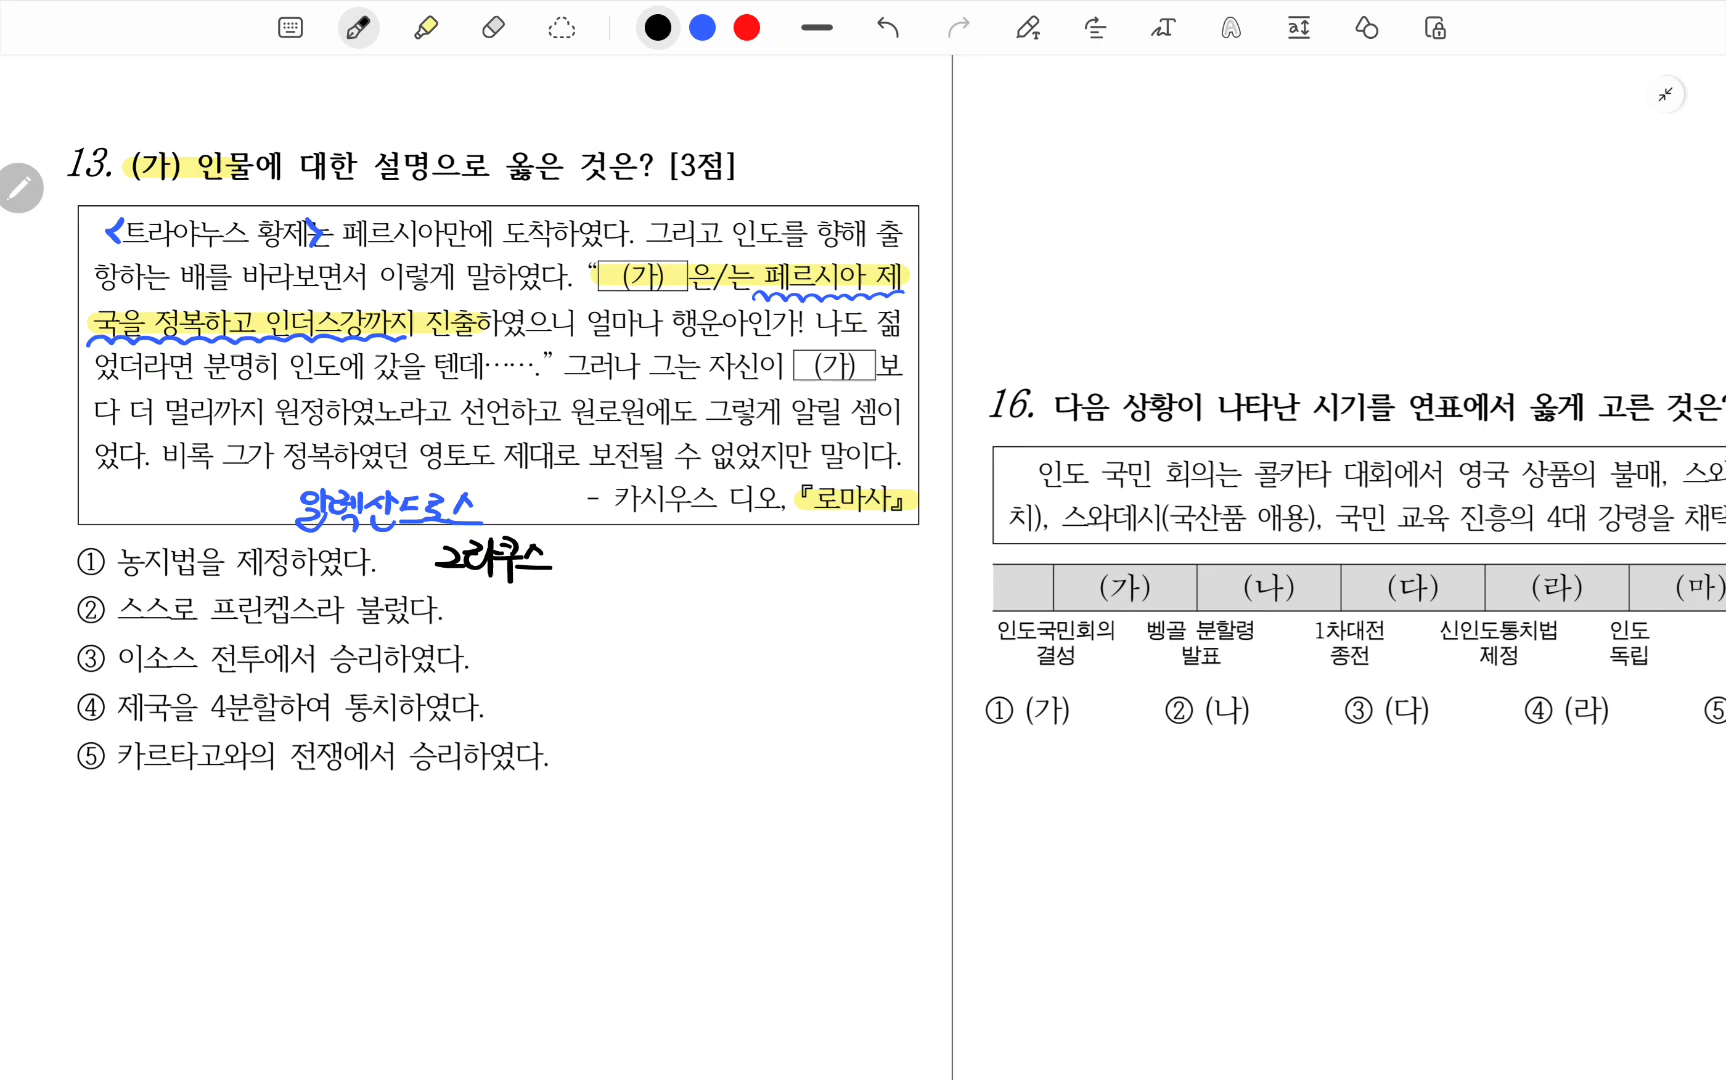 13. (가) 인물에 대한 설명으로 옳은 것은? [3점]
트라야누스 황제는 페르시아만에 도착하였다. 그리고 인도를 향해 출
항하는 배를 바라보면서 이렇게 말하였다. “ (가) 은/는 페르시아 제
국을 정복하고 인더스강까지 진출하였으니 얼마나 행운아인가! 나도 젊
었더라면 분명히 인도에 갔을 텐데…….” 그러나 그는 자신이 (가) 보
다 더 멀리까지 원정하였노라고 선언하고 원로원에도 그렇게 알릴 셈이
었다. 비록 그가 정복하였던 영토도 제대로 보전될 수 없었지만 말이다.
알렉산드로스
- 카시우스 디오, 『로마사』
① 농지법을 제정하였다.
그라쿠스
② 스스로 프린켑스라 불렀다.
③ 이소스 전투에서 승리하였다.
④ 제국을 4분할하여 통치하였다.
⑤ 카르타고와의 전쟁에서 승리하였다.
16. 다음 상황이 나타난 시기를 연표에서 옳게 고른 것은?
인도 국민 회의는 콜카타 대회에서 영국 상품의 불매, 스와
치), 스와데시(국산품 애용), 국민 교육 진흥의 4대 강령을 채택
(가) (나) (다) (라) (마)
인도국민회의 벵골 분할령 1차대전 신인도통치법 인도
결성 발표 종전 제정 독립
① (가) ② (나) ③ (다) ④ (라) ⑤